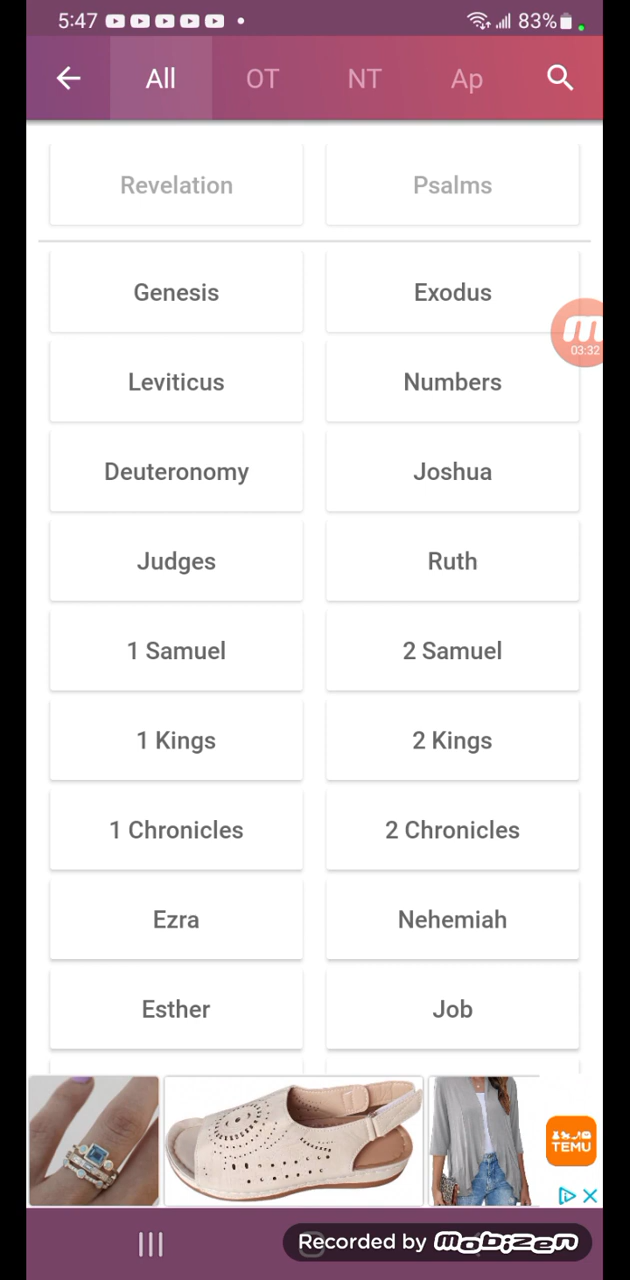 5:47 83%
All OT NT Ap
Revelation Psalms
Genesis Exodus
03:32
Leviticus Numbers
Deuteronomy Joshua
Judges Ruth
1 Samuel 2 Samuel
1 Kings 2 Kings
1 Chronicles 2 Chronicles
Ezra Nehemiah
Esther Job
TEMU
Recorded by mobizen